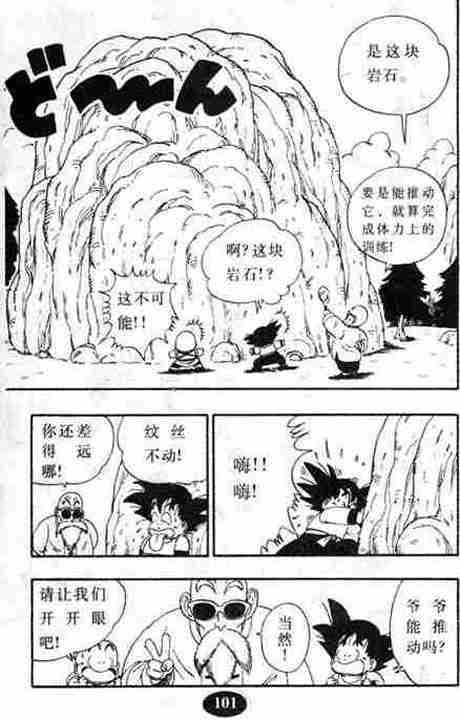 是这块
岩石。
ど〜〜ん
要是能推动
它，就算完
成体力上的
训练!
啊?这块
岩石!?
这不可
能!!
嗨!!
嗨!
纹丝
不动!
你还差
得远
哪!
爷爷
能推
动吗?
当然!
请让我们
开开眼
吧!
101